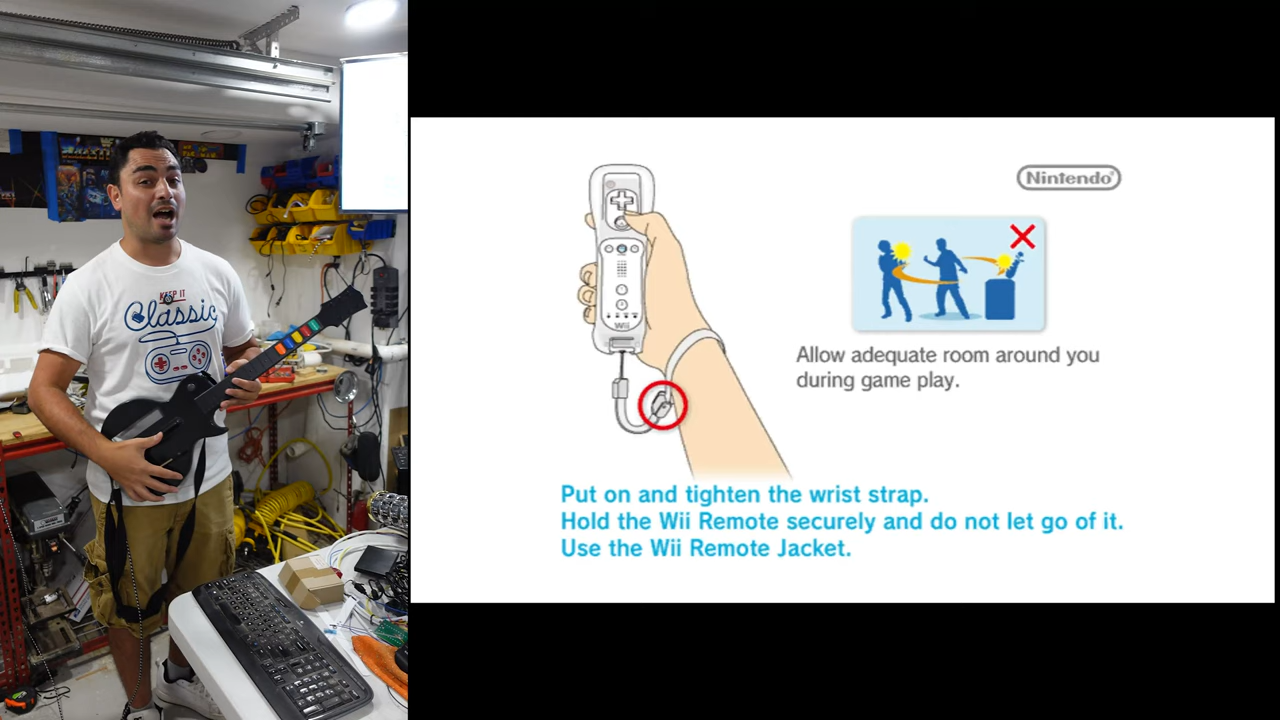 KEEP IT
Classic
Nintendo
Wii
Allow adequate room around you
during game play.
Put on and tighten the wrist strap.
Hold the Wii Remote securely and do not let go of it.
Use the Wii Remote Jacket.